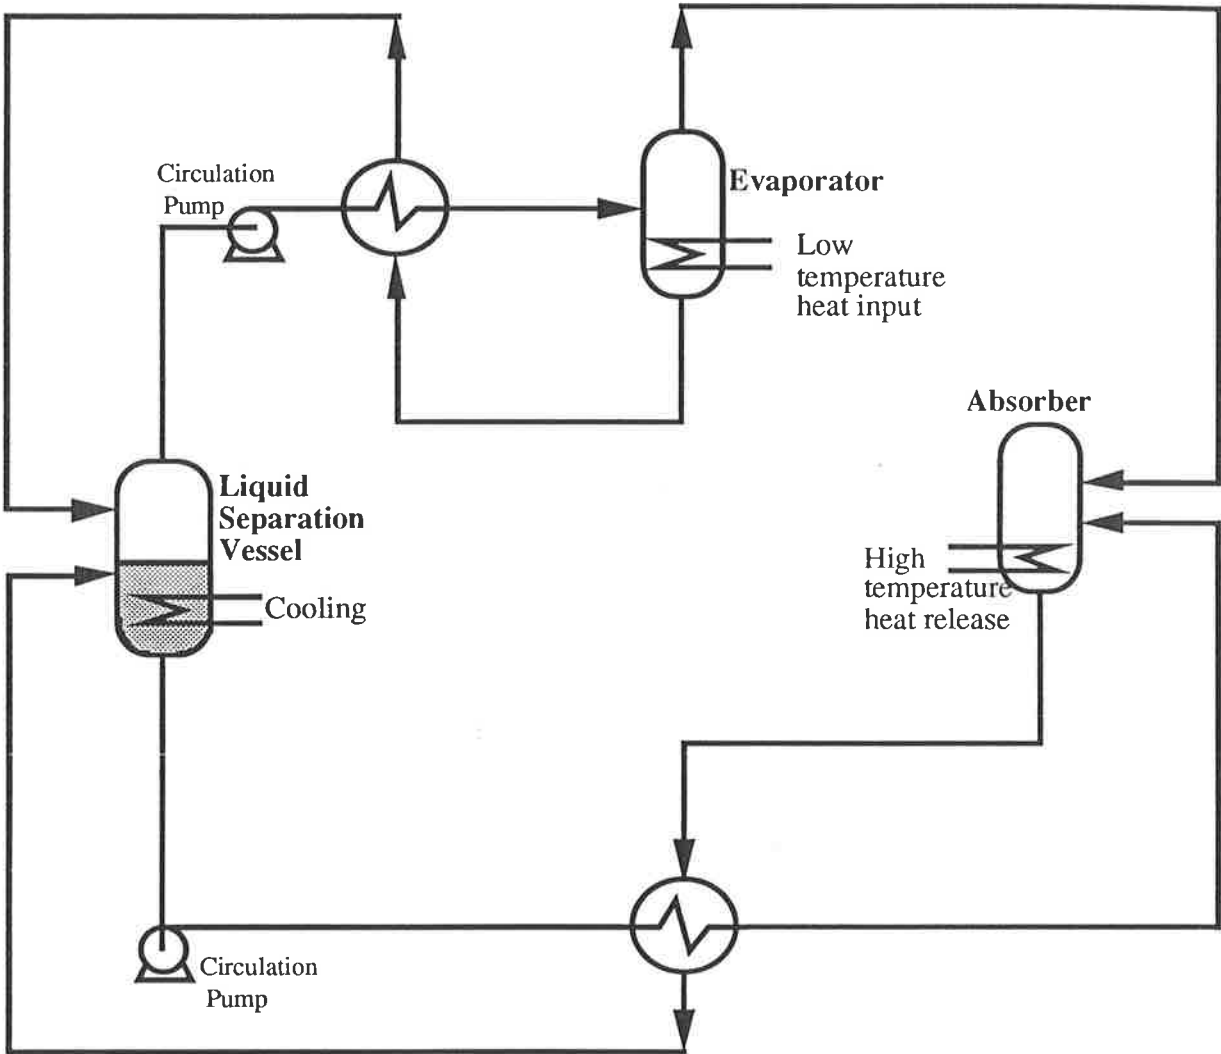 Circulation
Pump
Evaporator
Low
temperature
heat input
Absorber
Liquid
Separation
Vessel
Cooling
High
temperature
heat release
Circulation
Pump